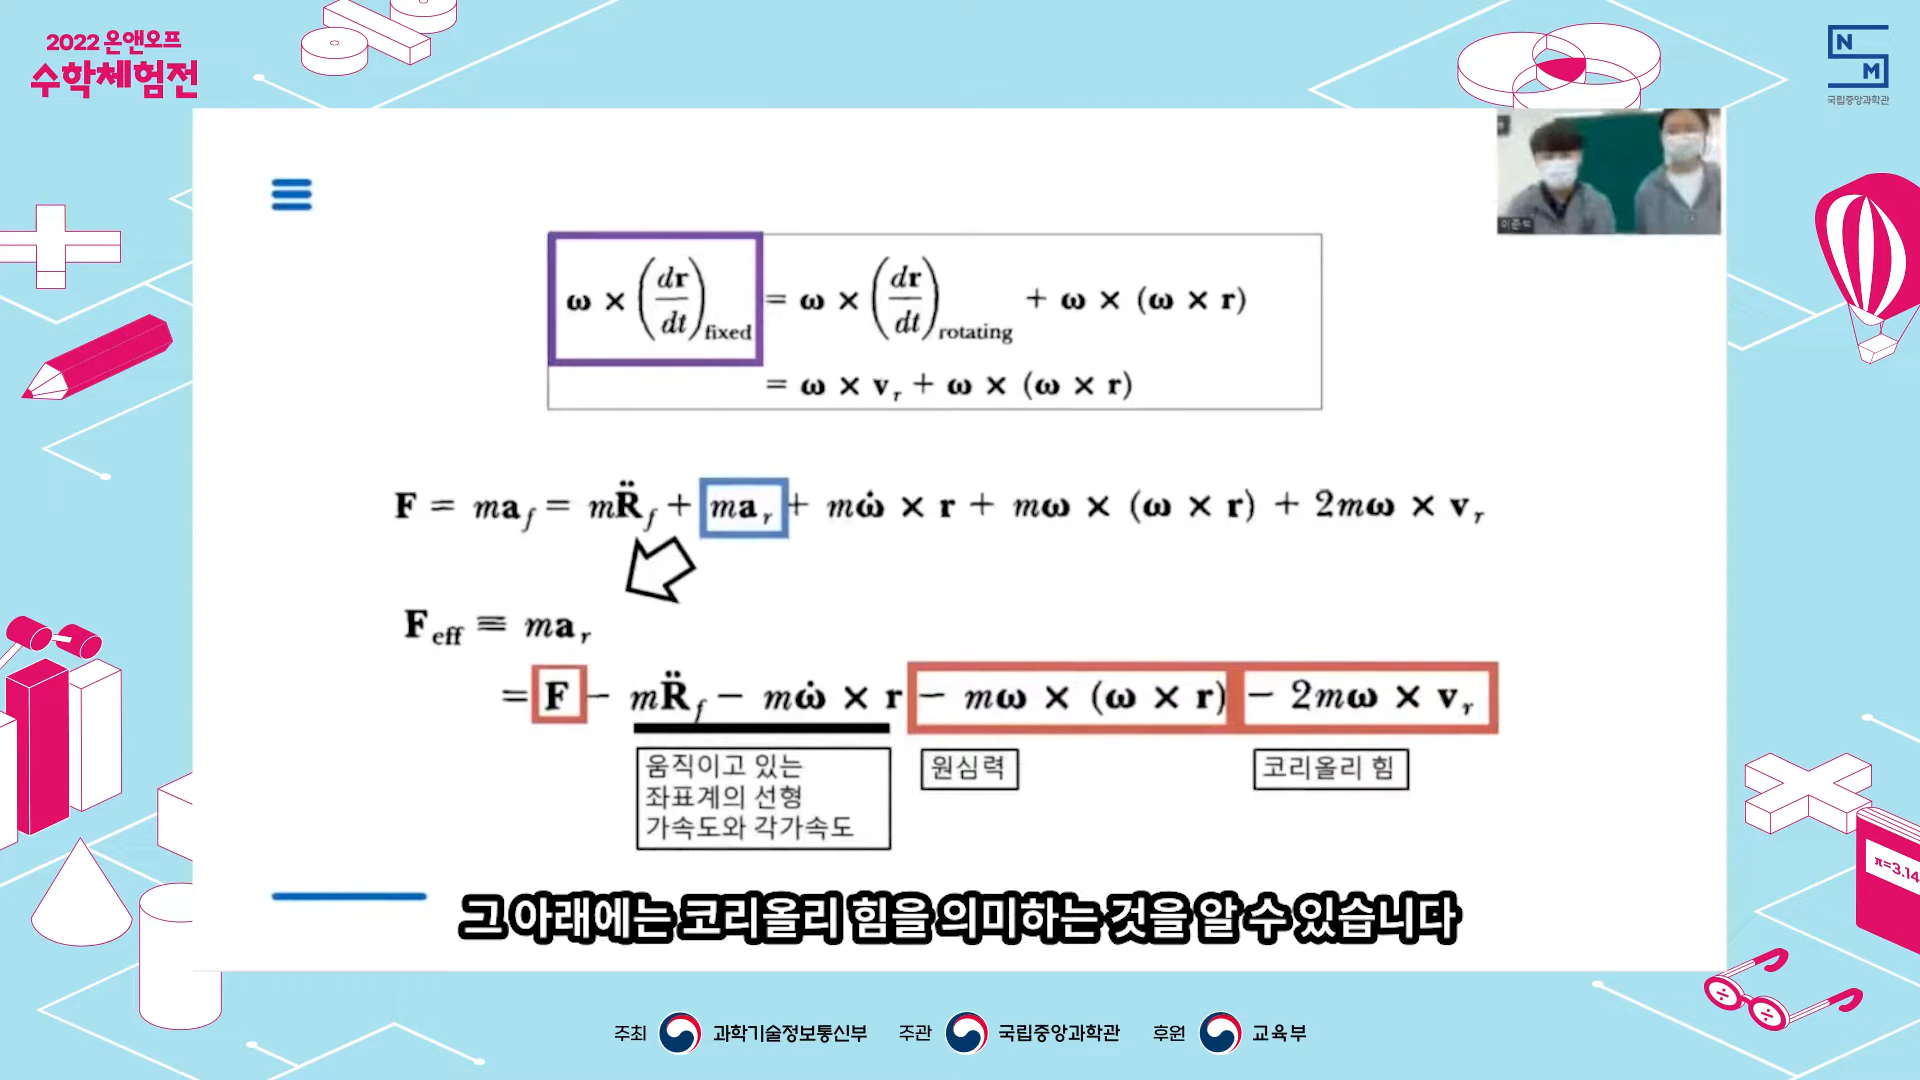 2022 온앤오프
수학체험전
N
M
국립중앙과학관
이준석
ω × (dr/dt)fixed = ω × (dr/dt)rotating + ω × (ω × r)
= ω × vr + ω × (ω × r)
F = maf = mR̈f + mar + mω̇ × r + mω × (ω × r) + 2mω × vr
Feff ≡ mar
= F − mR̈f − mω̇ × r − mω × (ω × r) − 2mω × vr
움직이고 있는
좌표계의 선형
가속도와 각가속도
원심력
코리올리 힘
π=3.14
그 아래에는 코리올리 힘을 의미하는 것을 알 수 있습니다
주최 과학기술정보통신부 주관 국립중앙과학관 후원 교육부